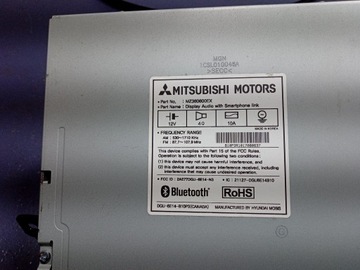 MITSUBISHI MOTORS
Part Name : Display Audio with Smartphone link
12V 4Ω 10A
MADE IN KOREA
• FREQUENCY RANGE
AM : 530~1710 KHz
FM : 87.7~107.9 MHz
This device complies with Part 15 of the FCC Rules.
Operation is subject to the following two conditions:
(1) this device may not cause harmful interference, and
(2) this device must accept any interference received, including
interference that may cause undesired operation.
Bluetooth RoHS
MANUFACTURED BY HYUNDAI MOBIS